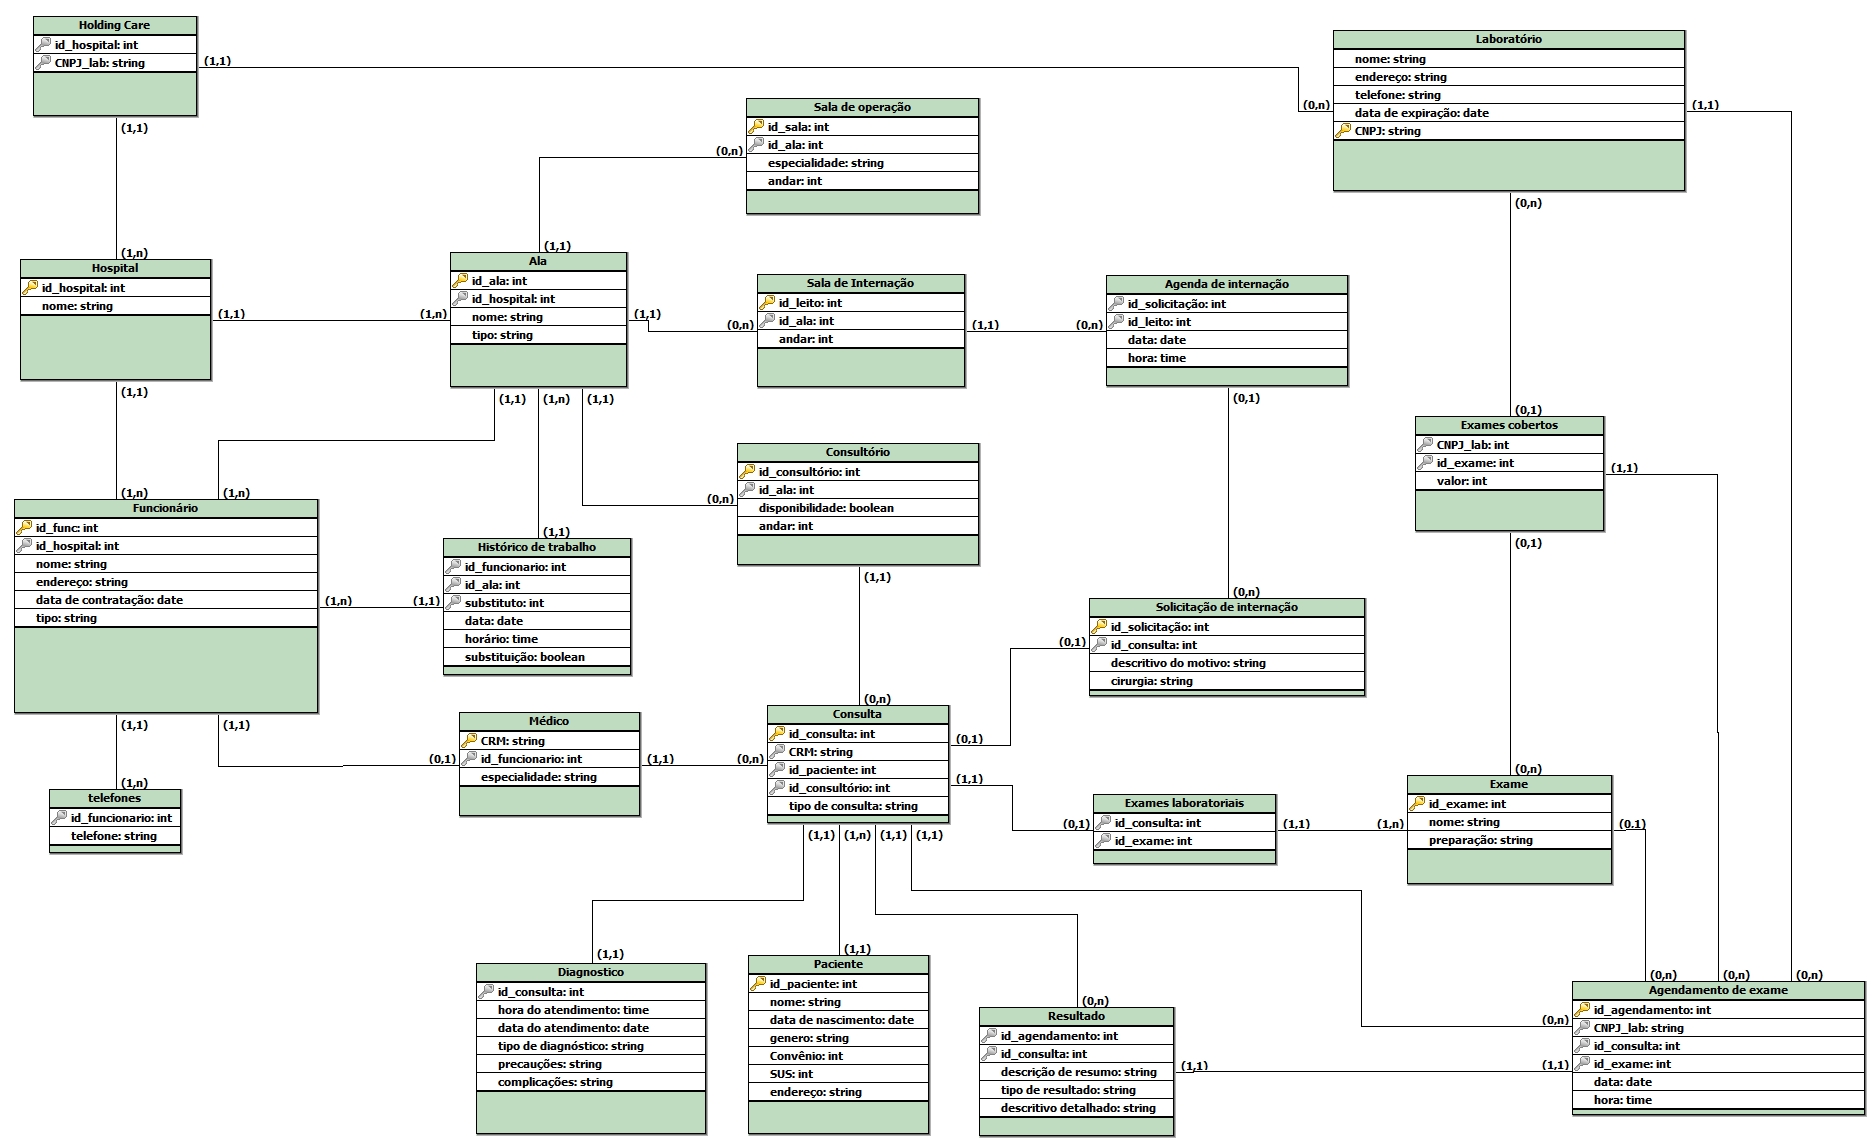 Holding Care
id_hospital: int
CNPJ_lab: string
(1,1)
(1,1)
Laboratório
nome: string
endereço: string
telefone: string
data de expiração: date
CNPJ: string
(0,n)
(1,1)
(0,n)
Sala de operação
id_sala: int
id_ala: int
especialidade: string
andar: int
(0,n)
(1,n)
Hospital
id_hospital: int
nome: string
(1,1)
(1,1)
(1,1)
Ala
id_ala: int
id_hospital: int
nome: string
tipo: string
(1,n)
(1,1)
(1,1)
(1,n)
(1,1)
Sala de Internação
id_leito: int
id_ala: int
andar: int
(0,n)
(1,1)
Agenda de internação
id_solicitação: int
id_leito: int
data: date
hora: time
(0,n)
(0,1)
(0,1)
Exames cobertos
CNPJ_lab: int
id_exame: int
valor: int
(1,1)
(0,1)
Consultório
id_consultório: int
id_ala: int
disponibilidade: boolean
andar: int
(0,n)
(1,1)
(1,n)
(1,n)
Funcionário
id_func: int
id_hospital: int
nome: string
endereço: string
data de contratação: date
tipo: string
(1,n)
(1,1)
(1,1)
(1,1)
Histórico de trabalho
id_funcionario: int
id_ala: int
substituto: int
data: date
horário: time
substituição: boolean
(1,1)
(0,n)
Solicitação de internação
id_solicitação: int
id_consulta: int
descritivo do motivo: string
cirurgia: string
(0,1)
Médico
CRM: string
id_funcionario: int
especialidade: string
(0,1)
(1,1)
(0,n)
Consulta
id_consulta: int
CRM: string
id_paciente: int
id_consultório: int
tipo de consulta: string
(0,n)
(0,1)
(1,1)
(1,1)
(1,n)
(1,1)
(1,1)
(1,n)
telefones
id_funcionario: int
telefone: string
Exames laboratoriais
id_consulta: int
id_exame: int
(0,1)
(1,1)
(0,n)
Exame
id_exame: int
nome: string
preparação: string
(1,n)
(0,1)
(1,1)
Diagnostico
id_consulta: int
hora do atendimento: time
data do atendimento: date
tipo de diagnóstico: string
precauções: string
complicações: string
(1,1)
Paciente
id_paciente: int
nome: string
data de nascimento: date
genero: string
Convênio: int
SUS: int
endereço: string
(0,n)
Resultado
id_agendamento: int
id_consulta: int
descrição de resumo: string
tipo de resultado: string
descritivo detalhado: string
(1,1)
(0,n)
(0,n)
(0,n)
Agendamento de exame
id_agendamento: int
CNPJ_lab: string
id_consulta: int
id_exame: int
data: date
hora: time
(0,n)
(1,1)